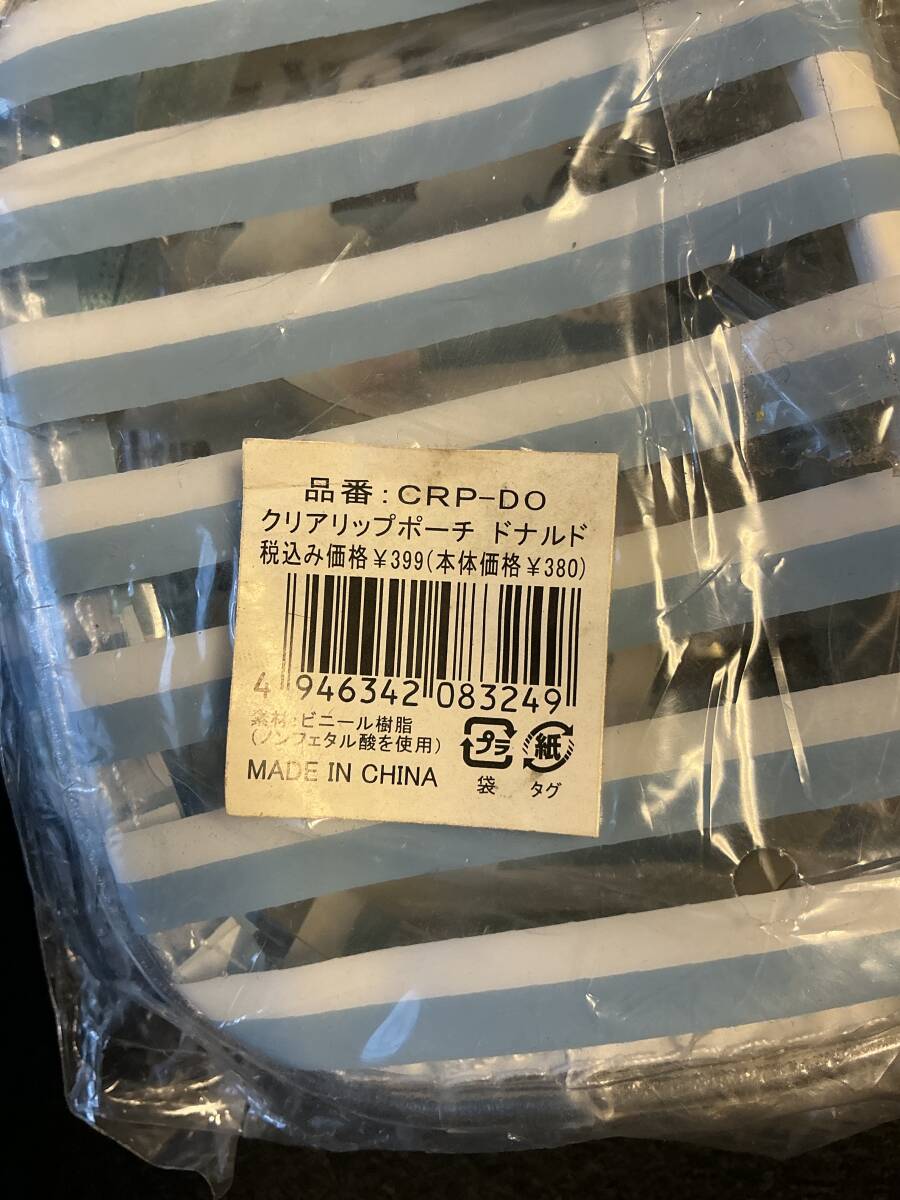 品番:CRP-DO
クリアリップポーチ ドナルド
税込み価格¥399(本体価格¥380)
4 946342 083249
素材:ビニール樹脂
(ノンフェタル酸を使用)
プラ 紙
袋 タグ
MADE IN CHINA